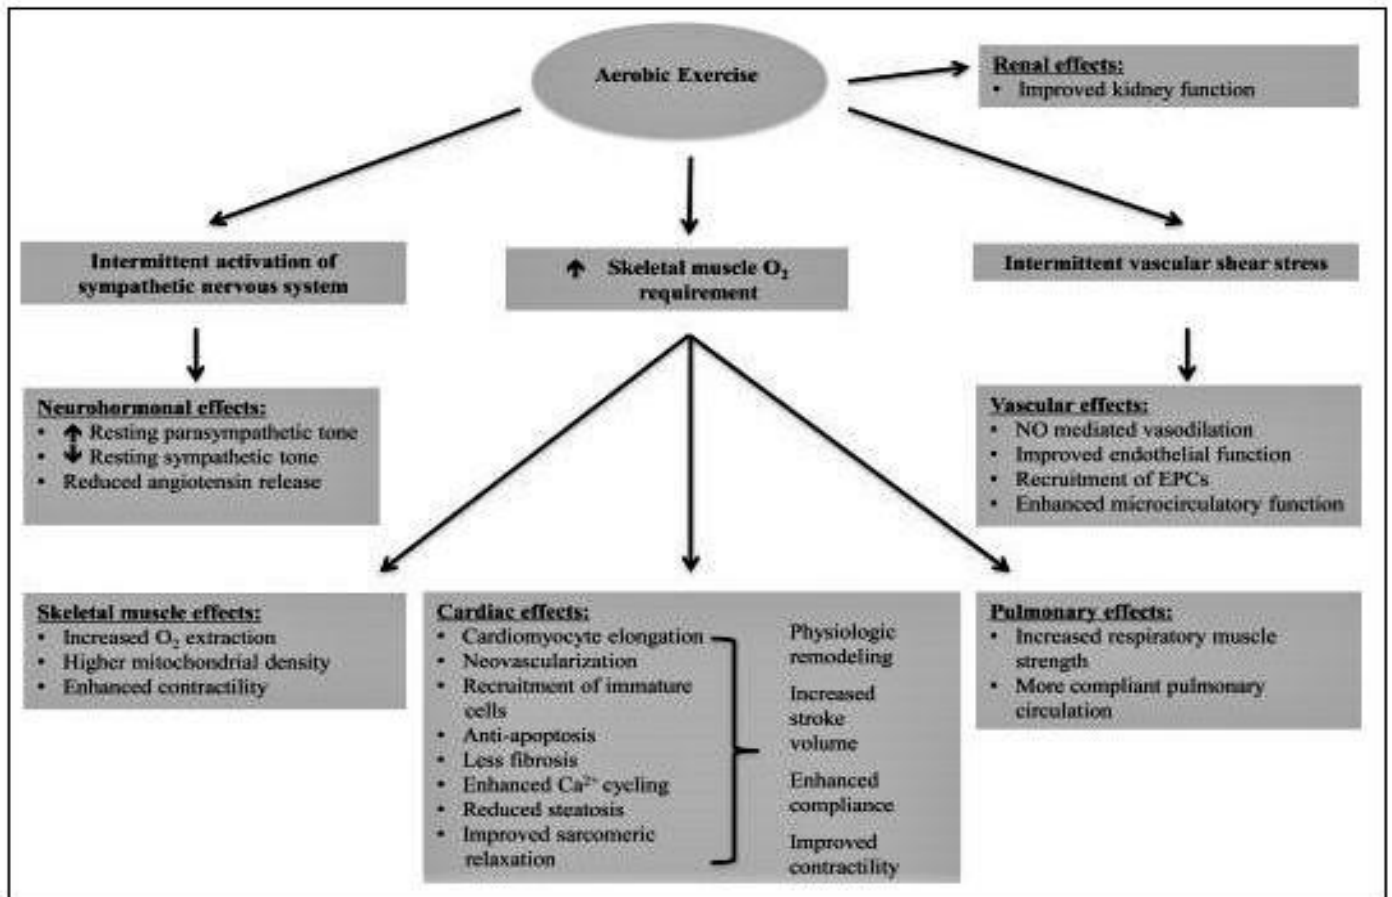 Aerobic Exercise
Renal effects:
• Improved kidney function
Intermittent activation of
sympathetic nervous system
↑ Skeletal muscle O₂
requirement
Intermittent vascular shear stress
Neurohormonal effects:
• ↑ Resting parasympathetic tone
• ↓ Resting sympathetic tone
• Reduced angiotensin release
Vascular effects:
• NO mediated vasodilation
• Improved endothelial function
• Recruitment of EPCs
• Enhanced microcirculatory function
Skeletal muscle effects:
• Increased O₂ extraction
• Higher mitochondrial density
• Enhanced contractility
Cardiac effects:
• Cardiomyocyte elongation
• Neovascularization
• Recruitment of immature
cells
• Anti-apoptosis
• Less fibrosis
• Enhanced Ca²⁺ cycling
• Reduced steatosis
• Improved sarcomeric
relaxation
Physiologic
remodeling
Increased
stroke
volume
Enhanced
compliance
Improved
contractility
Pulmonary effects:
• Increased respiratory muscle
strength
• More compliant pulmonary
circulation